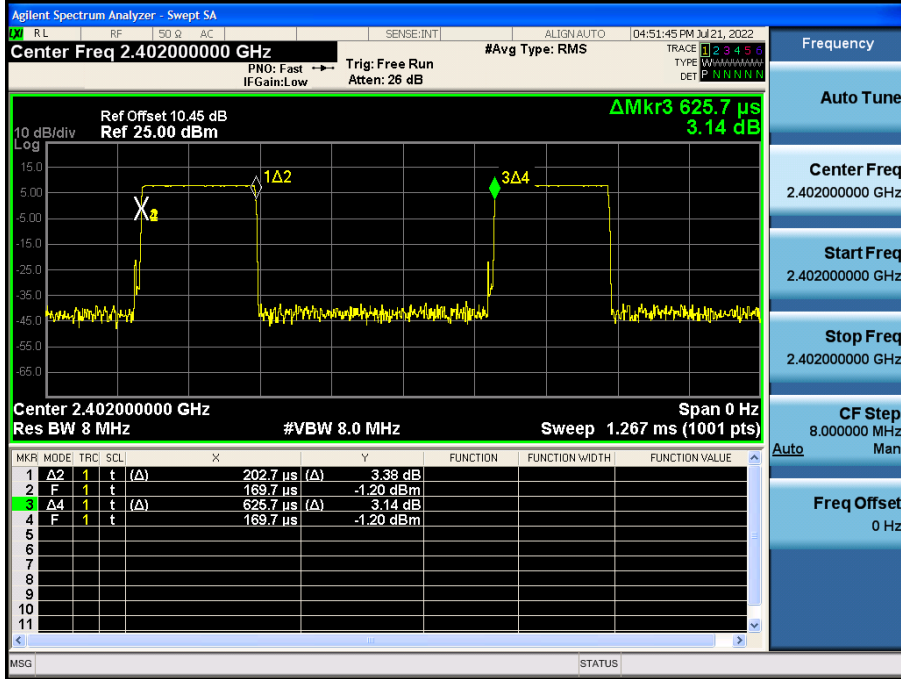 Agilent Spectrum Analyzer - Swept SA
LXI RL RF 50 Ω AC SENSE:INT ALIGN AUTO 04:51:45 PM Jul 21, 2022
Center Freq 2.402000000 GHz #Avg Type: RMS TRACE 1 2 3 4 5 6
PNO: Fast Trig: Free Run TYPE WWWWWW
IFGain:Low Atten: 26 dB DET P N N N N N
Frequency
Auto Tune
ΔMkr3 625.7 µs
3.14 dB
Ref Offset 10.45 dB
10 dB/div Ref 25.00 dBm
Log
15.0
5.00
-5.00
-15.0
-25.0
-35.0
-45.0
-55.0
-65.0
1Δ2
3Δ4
Center 2.402000000 GHz Span 0 Hz
Res BW 8 MHz #VBW 8.0 MHz Sweep 1.267 ms (1001 pts)
Center Freq
2.402000000 GHz
Start Freq
2.402000000 GHz
Stop Freq
2.402000000 GHz
CF Step
8.000000 MHz
Auto Man
Freq Offset
0 Hz
MKR MODE TRC SCL X Y FUNCTION FUNCTION WIDTH FUNCTION VALUE
1 Δ2 1 t (Δ) 202.7 µs (Δ) 3.38 dB
2 F 1 t 169.7 µs -1.20 dBm
3 Δ4 1 t (Δ) 625.7 µs (Δ) 3.14 dB
4 F 1 t 169.7 µs -1.20 dBm
5
6
7
8
9
10
11
MSG STATUS